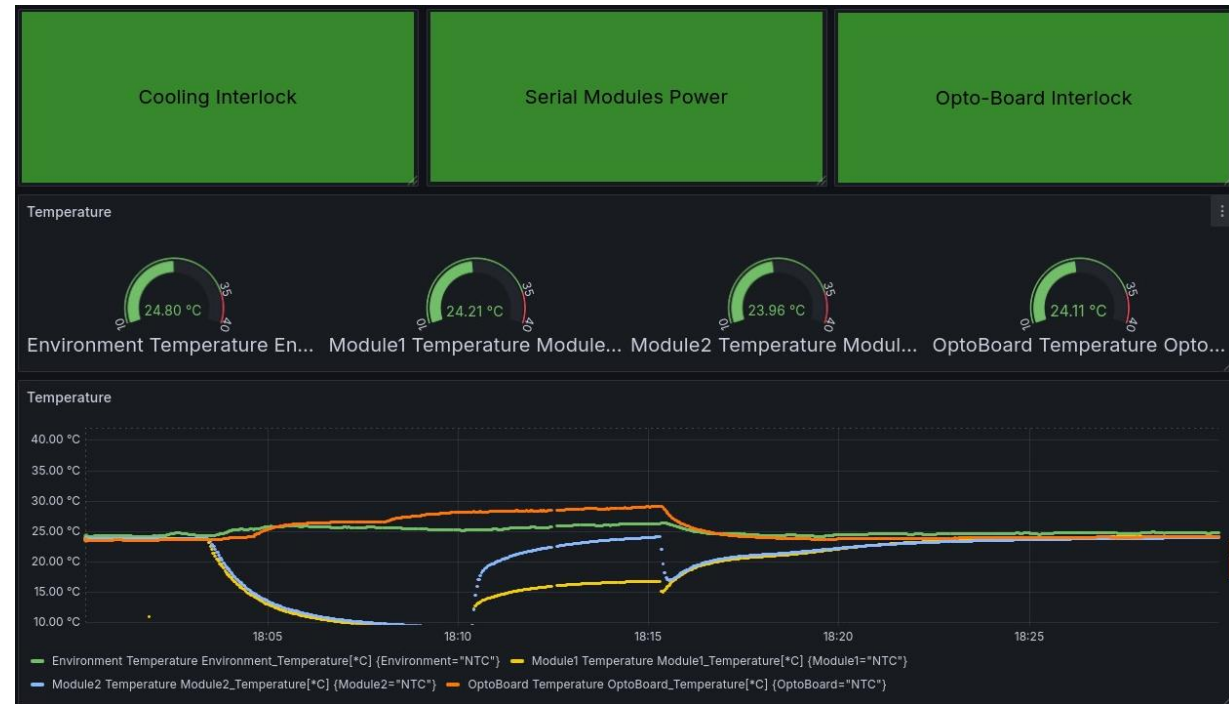 Cooling Interlock
Serial Modules Power
Opto-Board Interlock
Temperature
24.80 °C
10
35
40
24.21 °C
10
35
40
23.96 °C
10
35
40
24.11 °C
10
35
40
Environment Temperature En...
Module1 Temperature Module...
Module2 Temperature Modul...
OptoBoard Temperature Opto...
Temperature
40.00 °C
35.00 °C
30.00 °C
25.00 °C
20.00 °C
15.00 °C
10.00 °C
18:05
18:10
18:15
18:20
18:25
Environment Temperature Environment_Temperature[*C] {Environment="NTC"}
Module1 Temperature Module1_Temperature[*C] {Module1="NTC"}
Module2 Temperature Module2_Temperature[*C] {Module2="NTC"}
OptoBoard Temperature OptoBoard_Temperature[*C] {OptoBoard="NTC"}